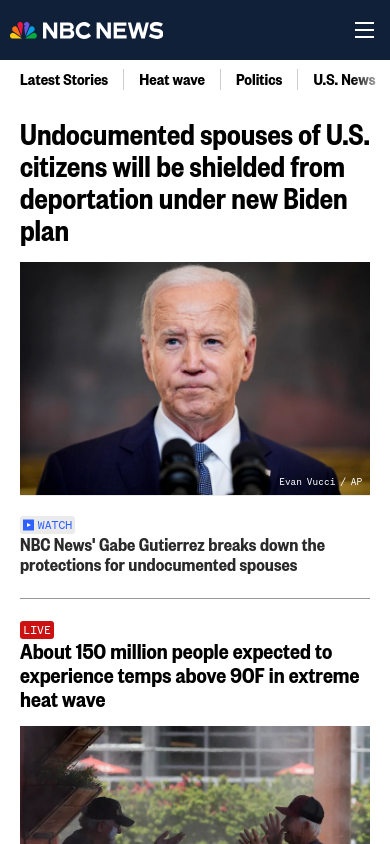 NBC NEWS
Latest Stories
Heat wave
Politics
U.S. News
Undocumented spouses of U.S.
citizens will be shielded from
deportation under new Biden
plan
Evan Vucci / AP
WATCH
NBC News' Gabe Gutierrez breaks down the
protections for undocumented spouses
LIVE
About 150 million people expected to
experience temps above 90F in extreme
heat wave